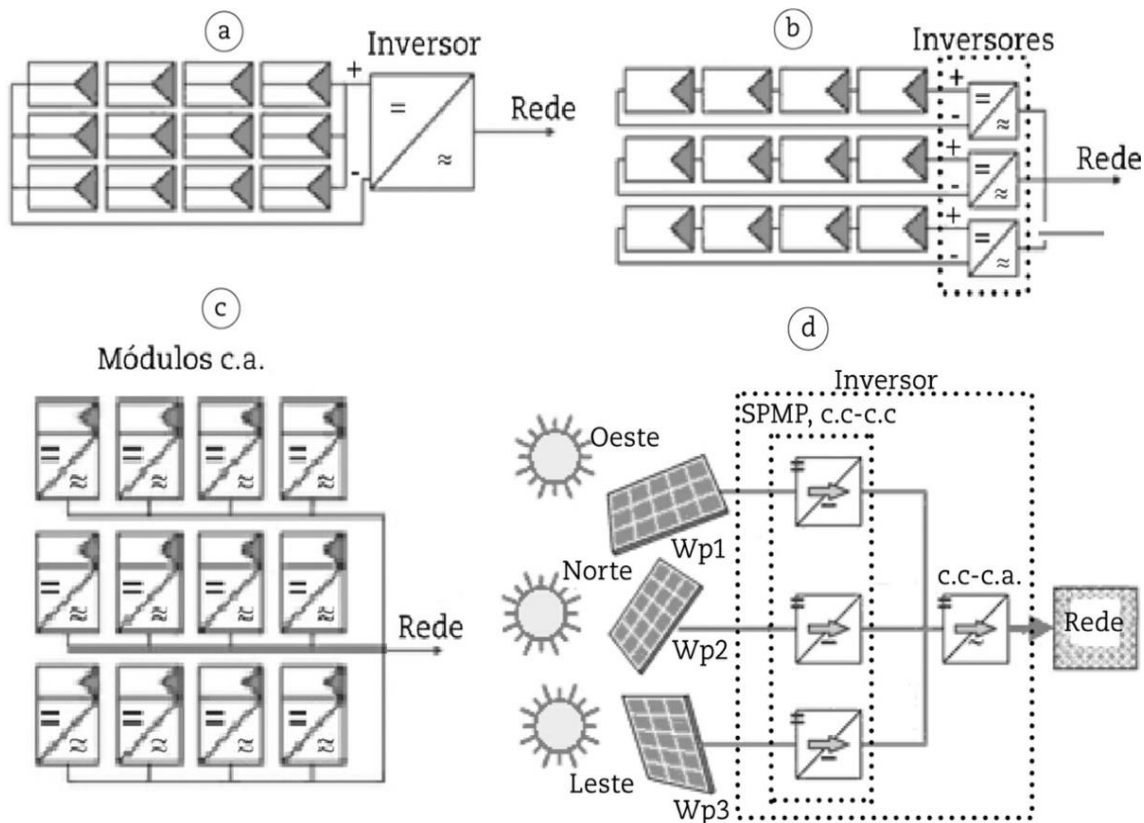 a
Inversor
+
=
≈
-
Rede
b
Inversores
+
-
=
≈
+
-
=
≈
+
-
=
≈
Rede
c
Módulos c.a.
=
≈
=
≈
=
≈
=
≈
=
≈
=
≈
=
≈
=
≈
=
≈
=
≈
=
≈
=
≈
Rede
d
Inversor
SPMP, c.c-c.c
Oeste
Wp1
Norte
Wp2
Leste
Wp3
=
=
=
=
=
=
c.c-c.a.
=
~
Rede